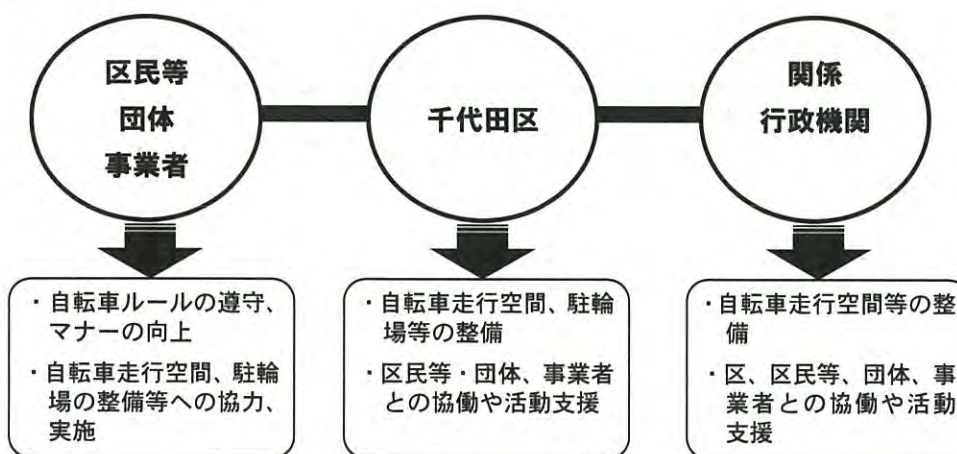 区民等
団体
事業者
千代田区
関係
行政機関
・自転車ルールの遵守、
マナーの向上
・自転車走行空間、駐輪
場の整備等への協力、
実施
・自転車走行空間、駐輪
場等の整備
・区民等・団体、事業者
との協働や活動支援
・自転車走行空間等の整
備
・区、区民等、団体、事
業者との協働や活動
支援